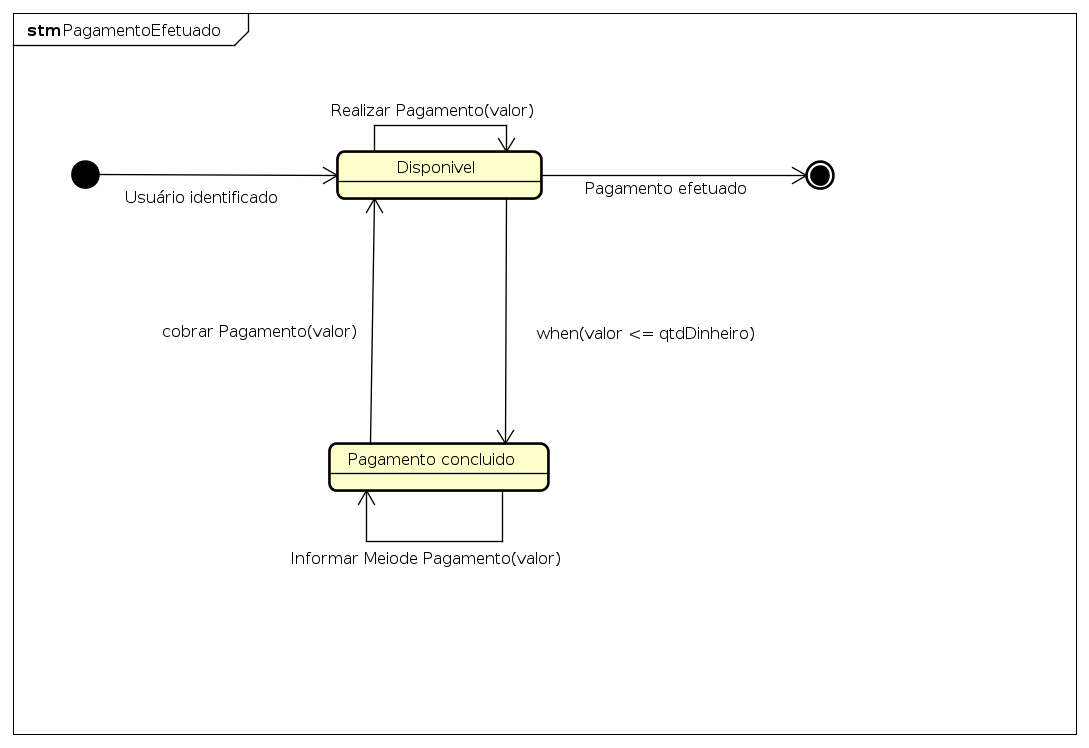 stm PagamentoEfetuado
Realizar Pagamento(valor)
Disponivel
Usuário identificado
Pagamento efetuado
cobrar Pagamento(valor)
when(valor <= qtdDinheiro)
Pagamento concluido
Informar Meiode Pagamento(valor)